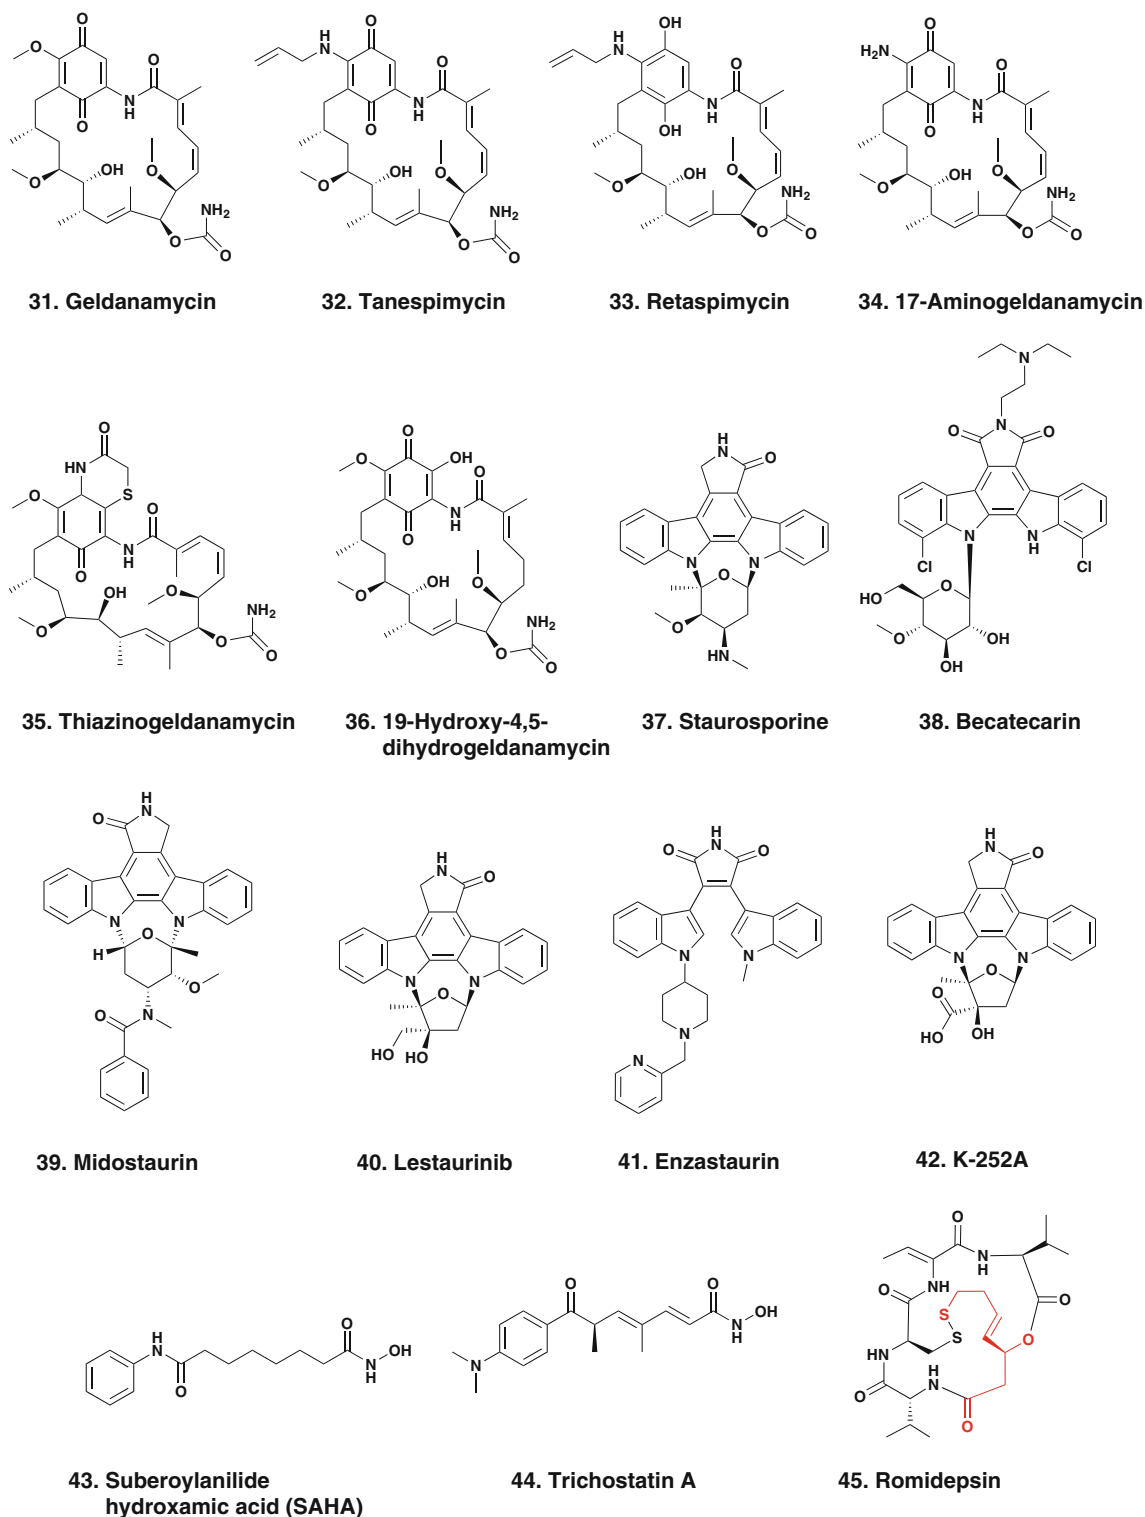 31. Geldanamycin
32. Tanespimycin
33. Retaspimycin
34. 17-Aminogeldanamycin
35. Thiazinogeldanamycin
36. 19-Hydroxy-4,5-
dihydrogeldanamycin
37. Staurosporine
38. Becatecarin
39. Midostaurin
40. Lestaurinib
41. Enzastaurin
42. K-252A
43. Suberoylanilide
hydroxamic acid (SAHA)
44. Trichostatin A
45. Romidepsin